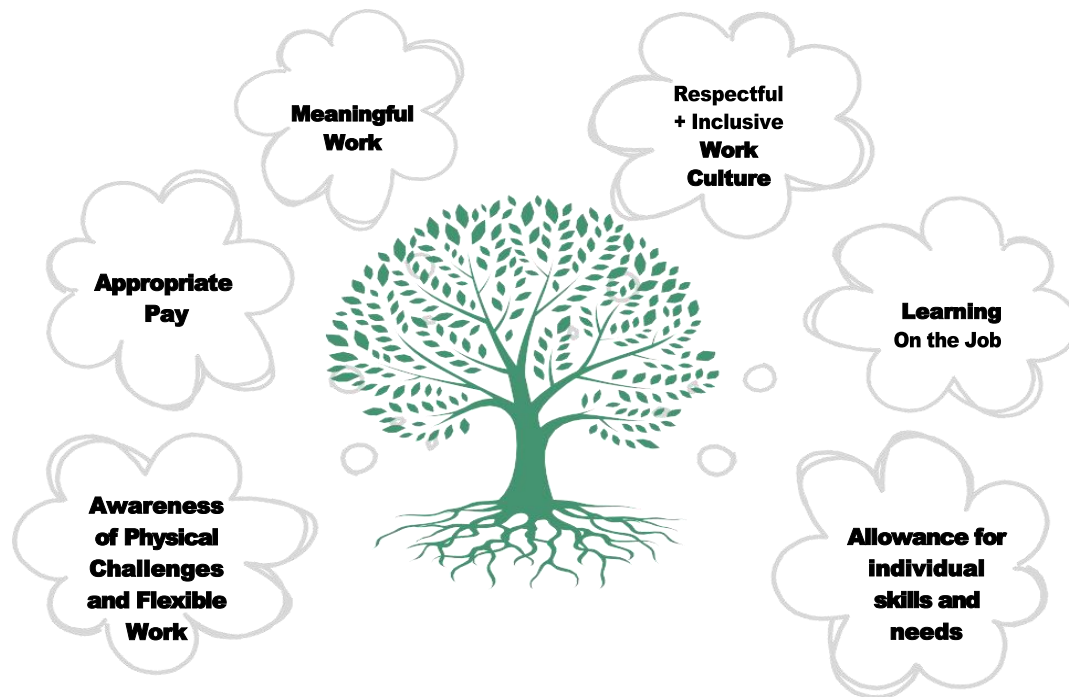 Meaningful
Work
Respectful
+ Inclusive
Work
Culture
Appropriate
Pay
Learning
On the Job
Awareness
of Physical
Challenges
and Flexible
Work
Allowance for
individual
skills and
needs